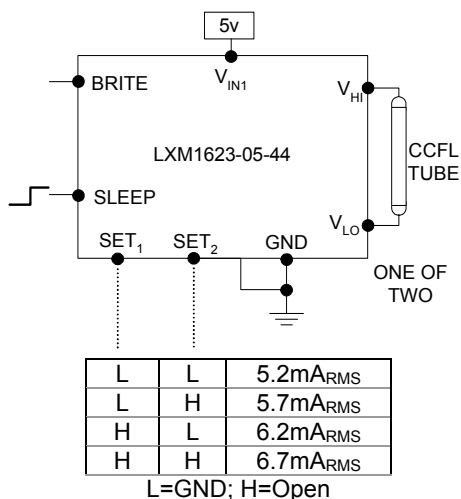 5v
BRITE
V_IN1
V_HI
LXM1623-05-44
CCFL
TUBE
SLEEP
V_LO
SET_1 SET_2 GND
ONE OF
TWO
L L 5.2mA_RMS
L H 5.7mA_RMS
H L 6.2mA_RMS
H H 6.7mA_RMS
L=GND; H=Open